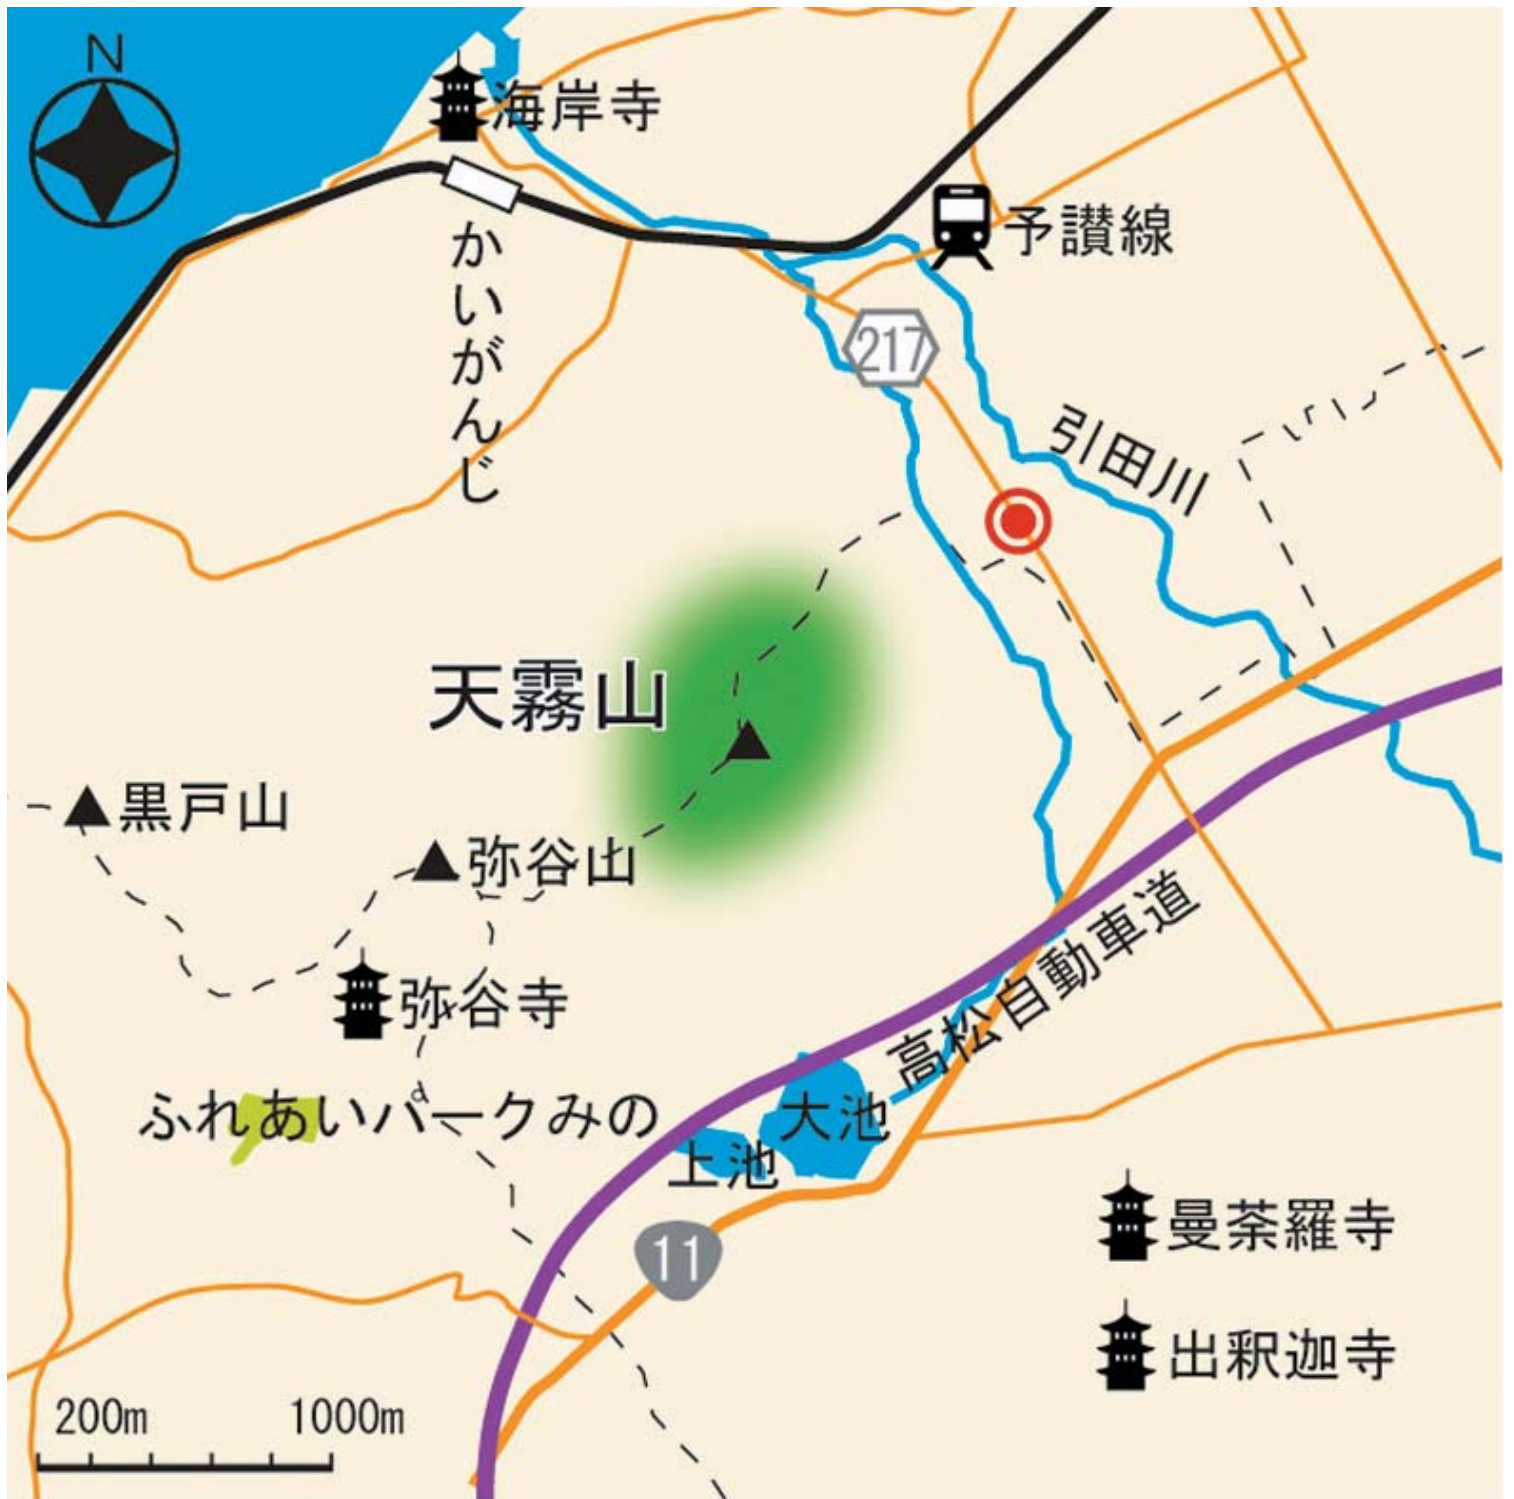 N
海岸寺
予讃線
かいがんじ
217
引田川
天霧山
黒戸山
弥谷山
弥谷寺
高松自動車道
ふれあいパークみの
大池
上池
曼荼羅寺
11
出釈迦寺
200m 1000m